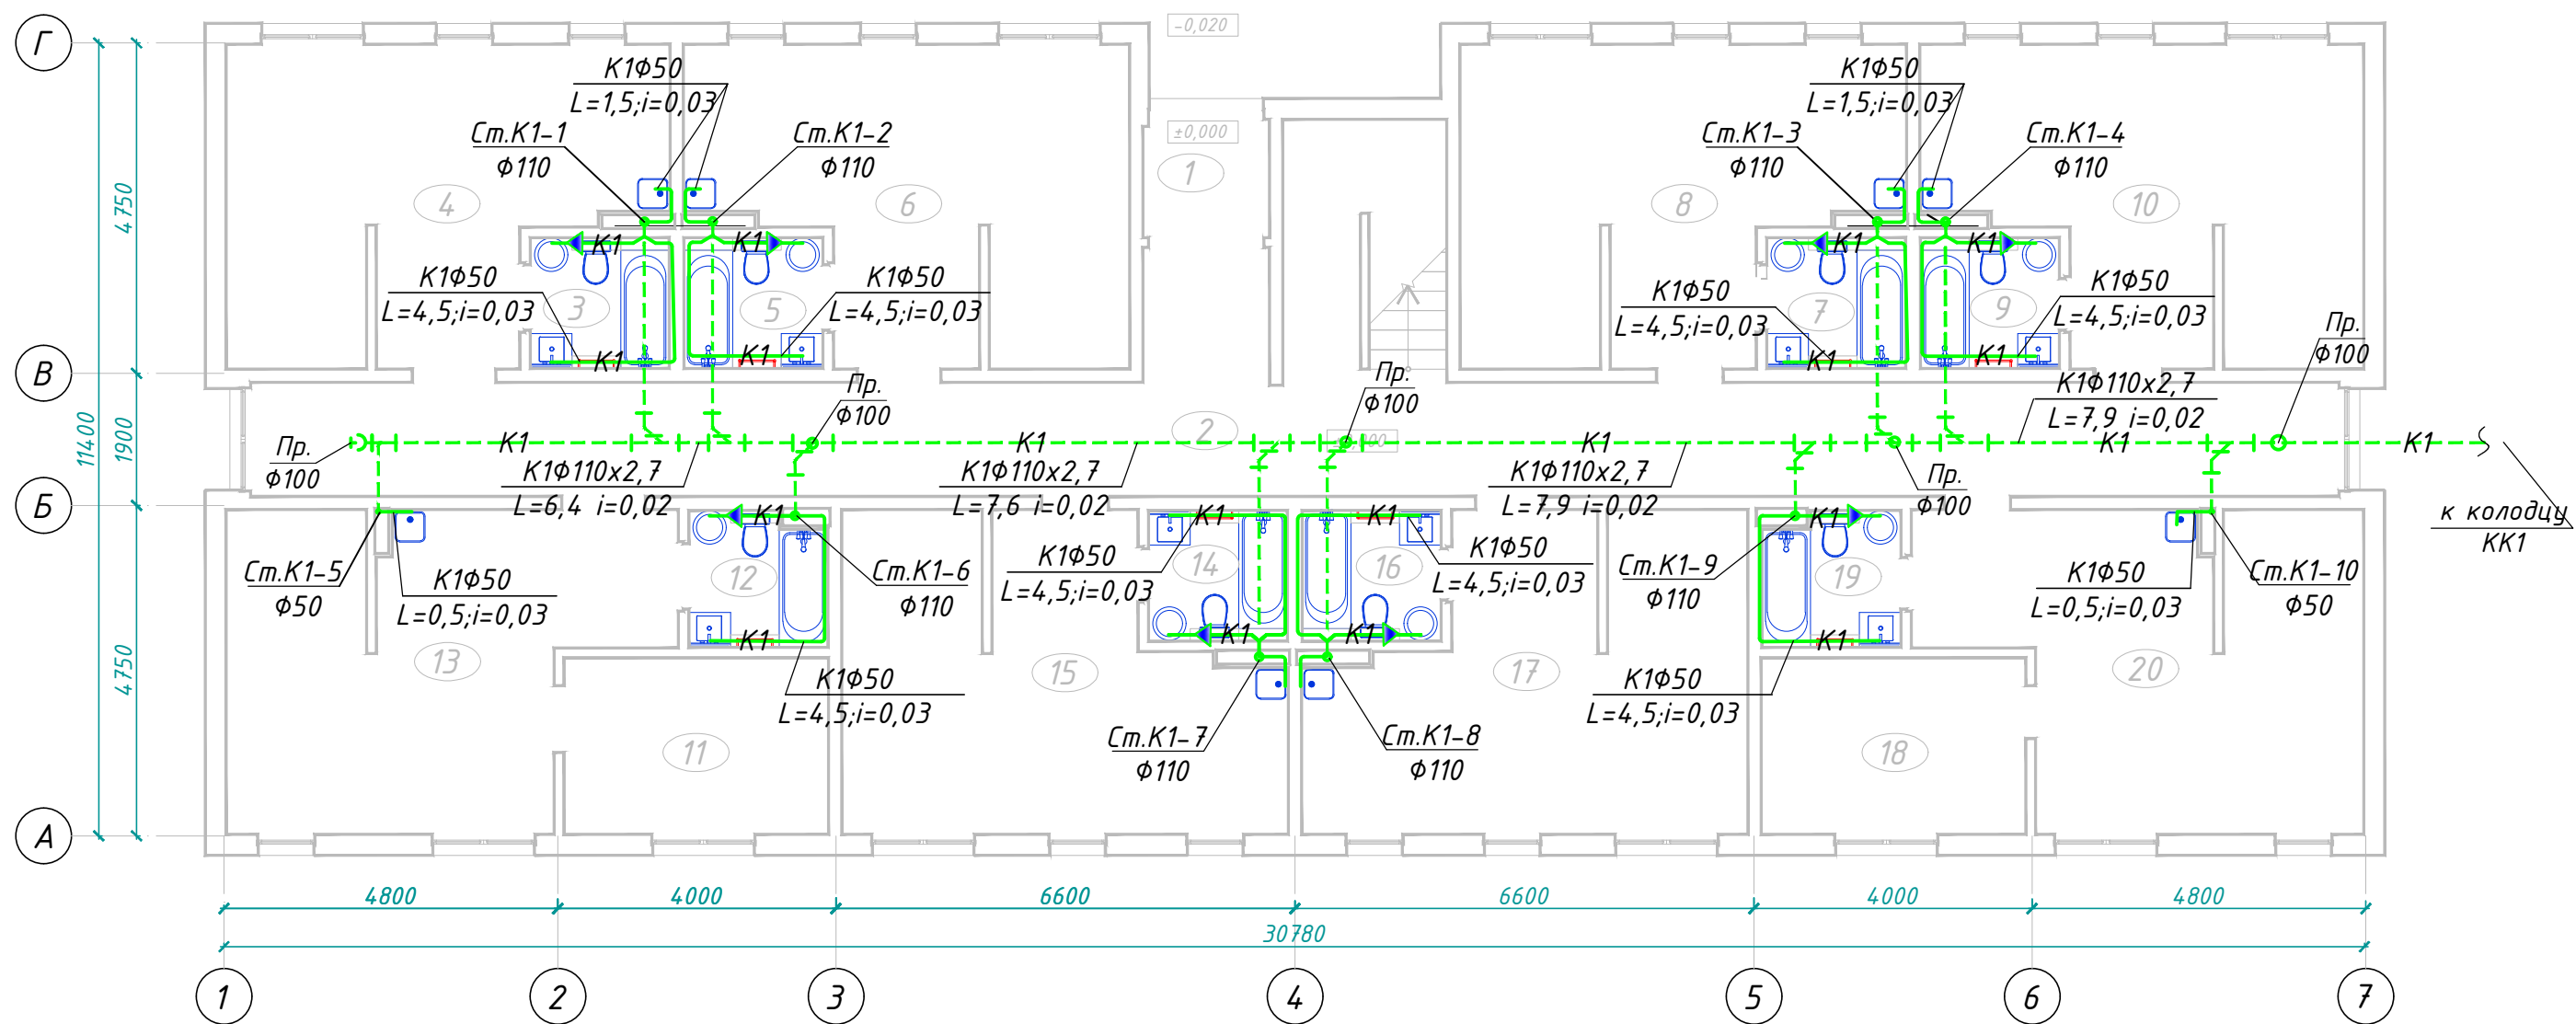 Г
-0,020
К1Ф50
L=1,5;i=0,03
К1Ф50
L=1,5;i=0,03
Ст.К1-1
Ф110
Ст.К1-2
Ф110
±0,000
Ст.К1-3
Ф110
Ст.К1-4
Ф110
1
4
6
8
10
4750
К1
К1
К1
К1
К1Ф50
L=4,5;i=0,03
3
5
К1Ф50
L=4,5;i=0,03
К1Ф50
L=4,5;i=0,03
7
9
К1Ф50
L=4,5;i=0,03
К1
К1
К1
К1
В
Пр.
Ф100
Пр.
Ф100
Пр.
Ф100
К1Ф110х2,7
L=7,9 i=0,02
11400
1900
2
Пр.
Ф100
К1
К1
К1
К1
К1
К1Ф110х2,7
L=6,4 i=0,02
К1Ф110х2,7
L=7,6 i=0,02
К1Ф110х2,7
L=7,9 i=0,02
Пр.
Ф100
Б
к колодцу
КК1
К1
К1
К1
К1
Ст.К1-5
Ф50
К1Ф50
L=0,5;i=0,03
12
Ст.К1-6
Ф110
К1Ф50
L=4,5;i=0,03
14
16
К1Ф50
L=4,5;i=0,03
Ст.К1-9
Ф110
19
К1Ф50
L=0,5;i=0,03
Ст.К1-10
Ф50
4750
13
К1
К1
К1
К1
15
17
20
К1Ф50
L=4,5;i=0,03
К1Ф50
L=4,5;i=0,03
11
Ст.К1-7
Ф110
Ст.К1-8
Ф110
18
А
4800
4000
6600
6600
4000
4800
30780
1
2
3
4
5
6
7